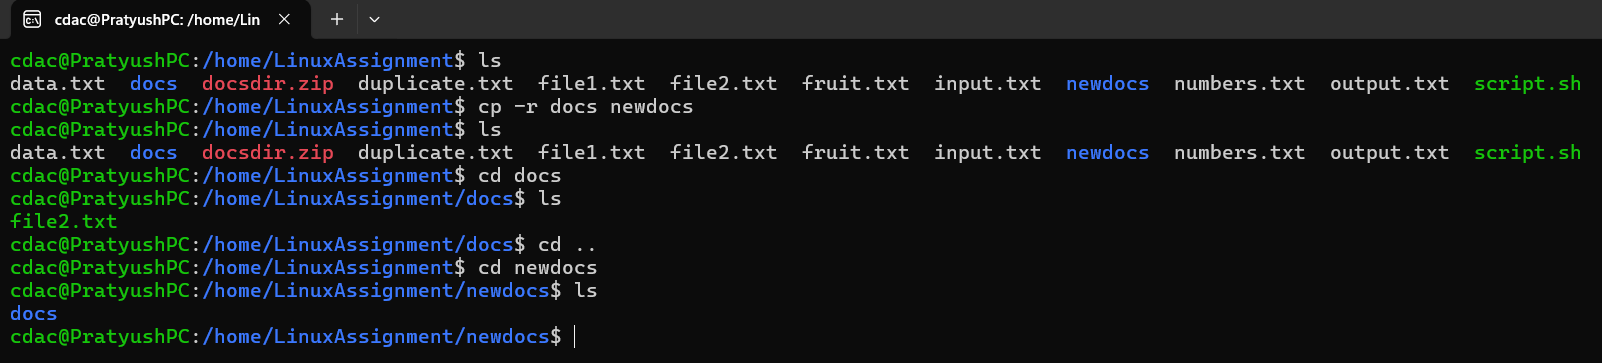 cdac@PratyushPC: /home/Lin
cdac@PratyushPC:/home/LinuxAssignment$ ls
data.txt  docs  docsdir.zip  duplicate.txt  file1.txt  file2.txt  fruit.txt  input.txt  newdocs  numbers.txt  output.txt  script.sh
cdac@PratyushPC:/home/LinuxAssignment$ cp -r docs newdocs
cdac@PratyushPC:/home/LinuxAssignment$ ls
data.txt  docs  docsdir.zip  duplicate.txt  file1.txt  file2.txt  fruit.txt  input.txt  newdocs  numbers.txt  output.txt  script.sh
cdac@PratyushPC:/home/LinuxAssignment$ cd docs
cdac@PratyushPC:/home/LinuxAssignment/docs$ ls
file2.txt
cdac@PratyushPC:/home/LinuxAssignment/docs$ cd ..
cdac@PratyushPC:/home/LinuxAssignment$ cd newdocs
cdac@PratyushPC:/home/LinuxAssignment/newdocs$ ls
docs
cdac@PratyushPC:/home/LinuxAssignment/newdocs$